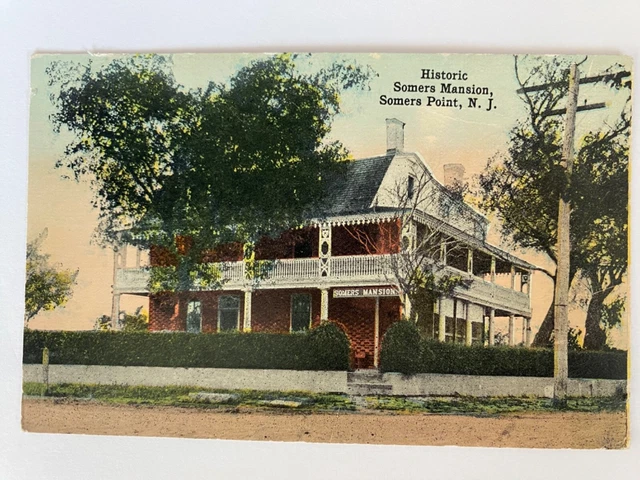 Historic
Somers Mansion,
Somers Point, N. J.
SOMERS MANSION